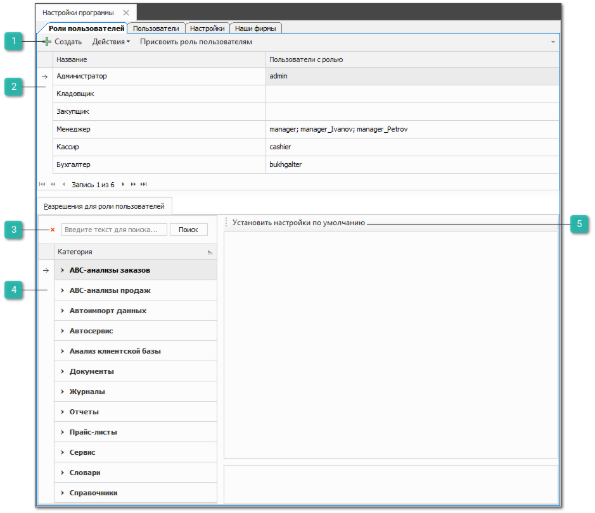 Настройки программы
Роли пользователей Пользователи Настройки Наши фирмы
1 Создать Действия Присвоить роль пользователям
Название Пользователи с ролью
Администратор admin
2
Кладовщик
Закупщик
Менеджер manager; manager_Ivanov; manager_Petrov
Кассир cashier
Бухгалтер bukhgalter
Запись 1 из 6
Разрешения для роли пользователей
3 Введите текст для поиска... Поиск Установить настройки по умолчанию 5
Категория
ABC-анализы заказов
4 ABC-анализы продаж
Автоимпорт данных
Автосервис
Анализ клиентской базы
Документы
Журналы
Отчеты
Прайс-листы
Сервис
Словари
Справочники